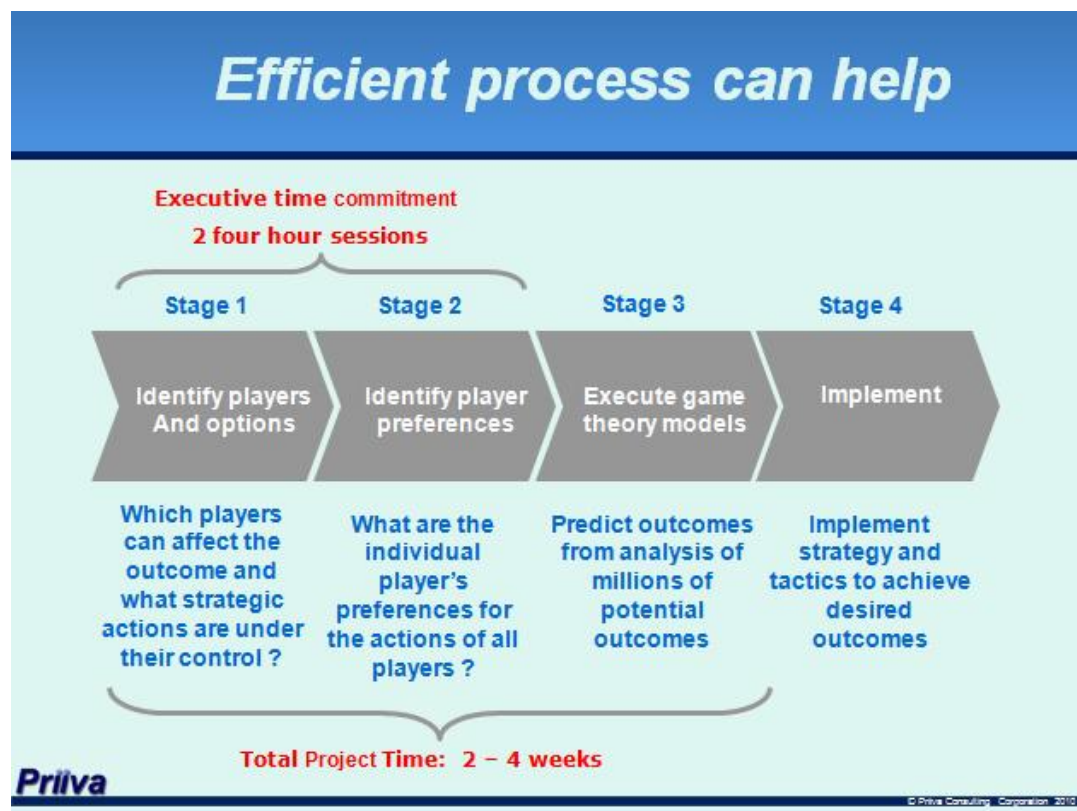 Efficient process can help
Executive time commitment
2 four hour sessions
Stage 1
Stage 2
Stage 3
Stage 4
Identify players
And options
Identify player
preferences
Execute game
theory models
Implement
Which players
can affect the
outcome and
what strategic
actions are under
their control ?
What are the
individual
player's
preferences for
the actions of all
players ?
Predict outcomes
from analysis of
millions of
potential
outcomes
Implement
strategy and
tactics to achieve
desired
outcomes
Total Project Time: 2 – 4 weeks
Priiva
© Priiva Consulting Corporation 2010